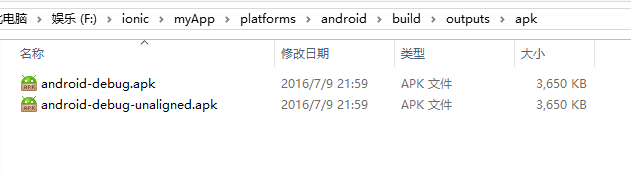 电脑 › 娱乐 (F:) › ionic › myApp › platforms › android › build › outputs › apk
名称 修改日期 类型 大小
android-debug.apk 2016/7/9 21:59 APK 文件 3,650 KB
android-debug-unaligned.apk 2016/7/9 21:59 APK 文件 3,650 KB